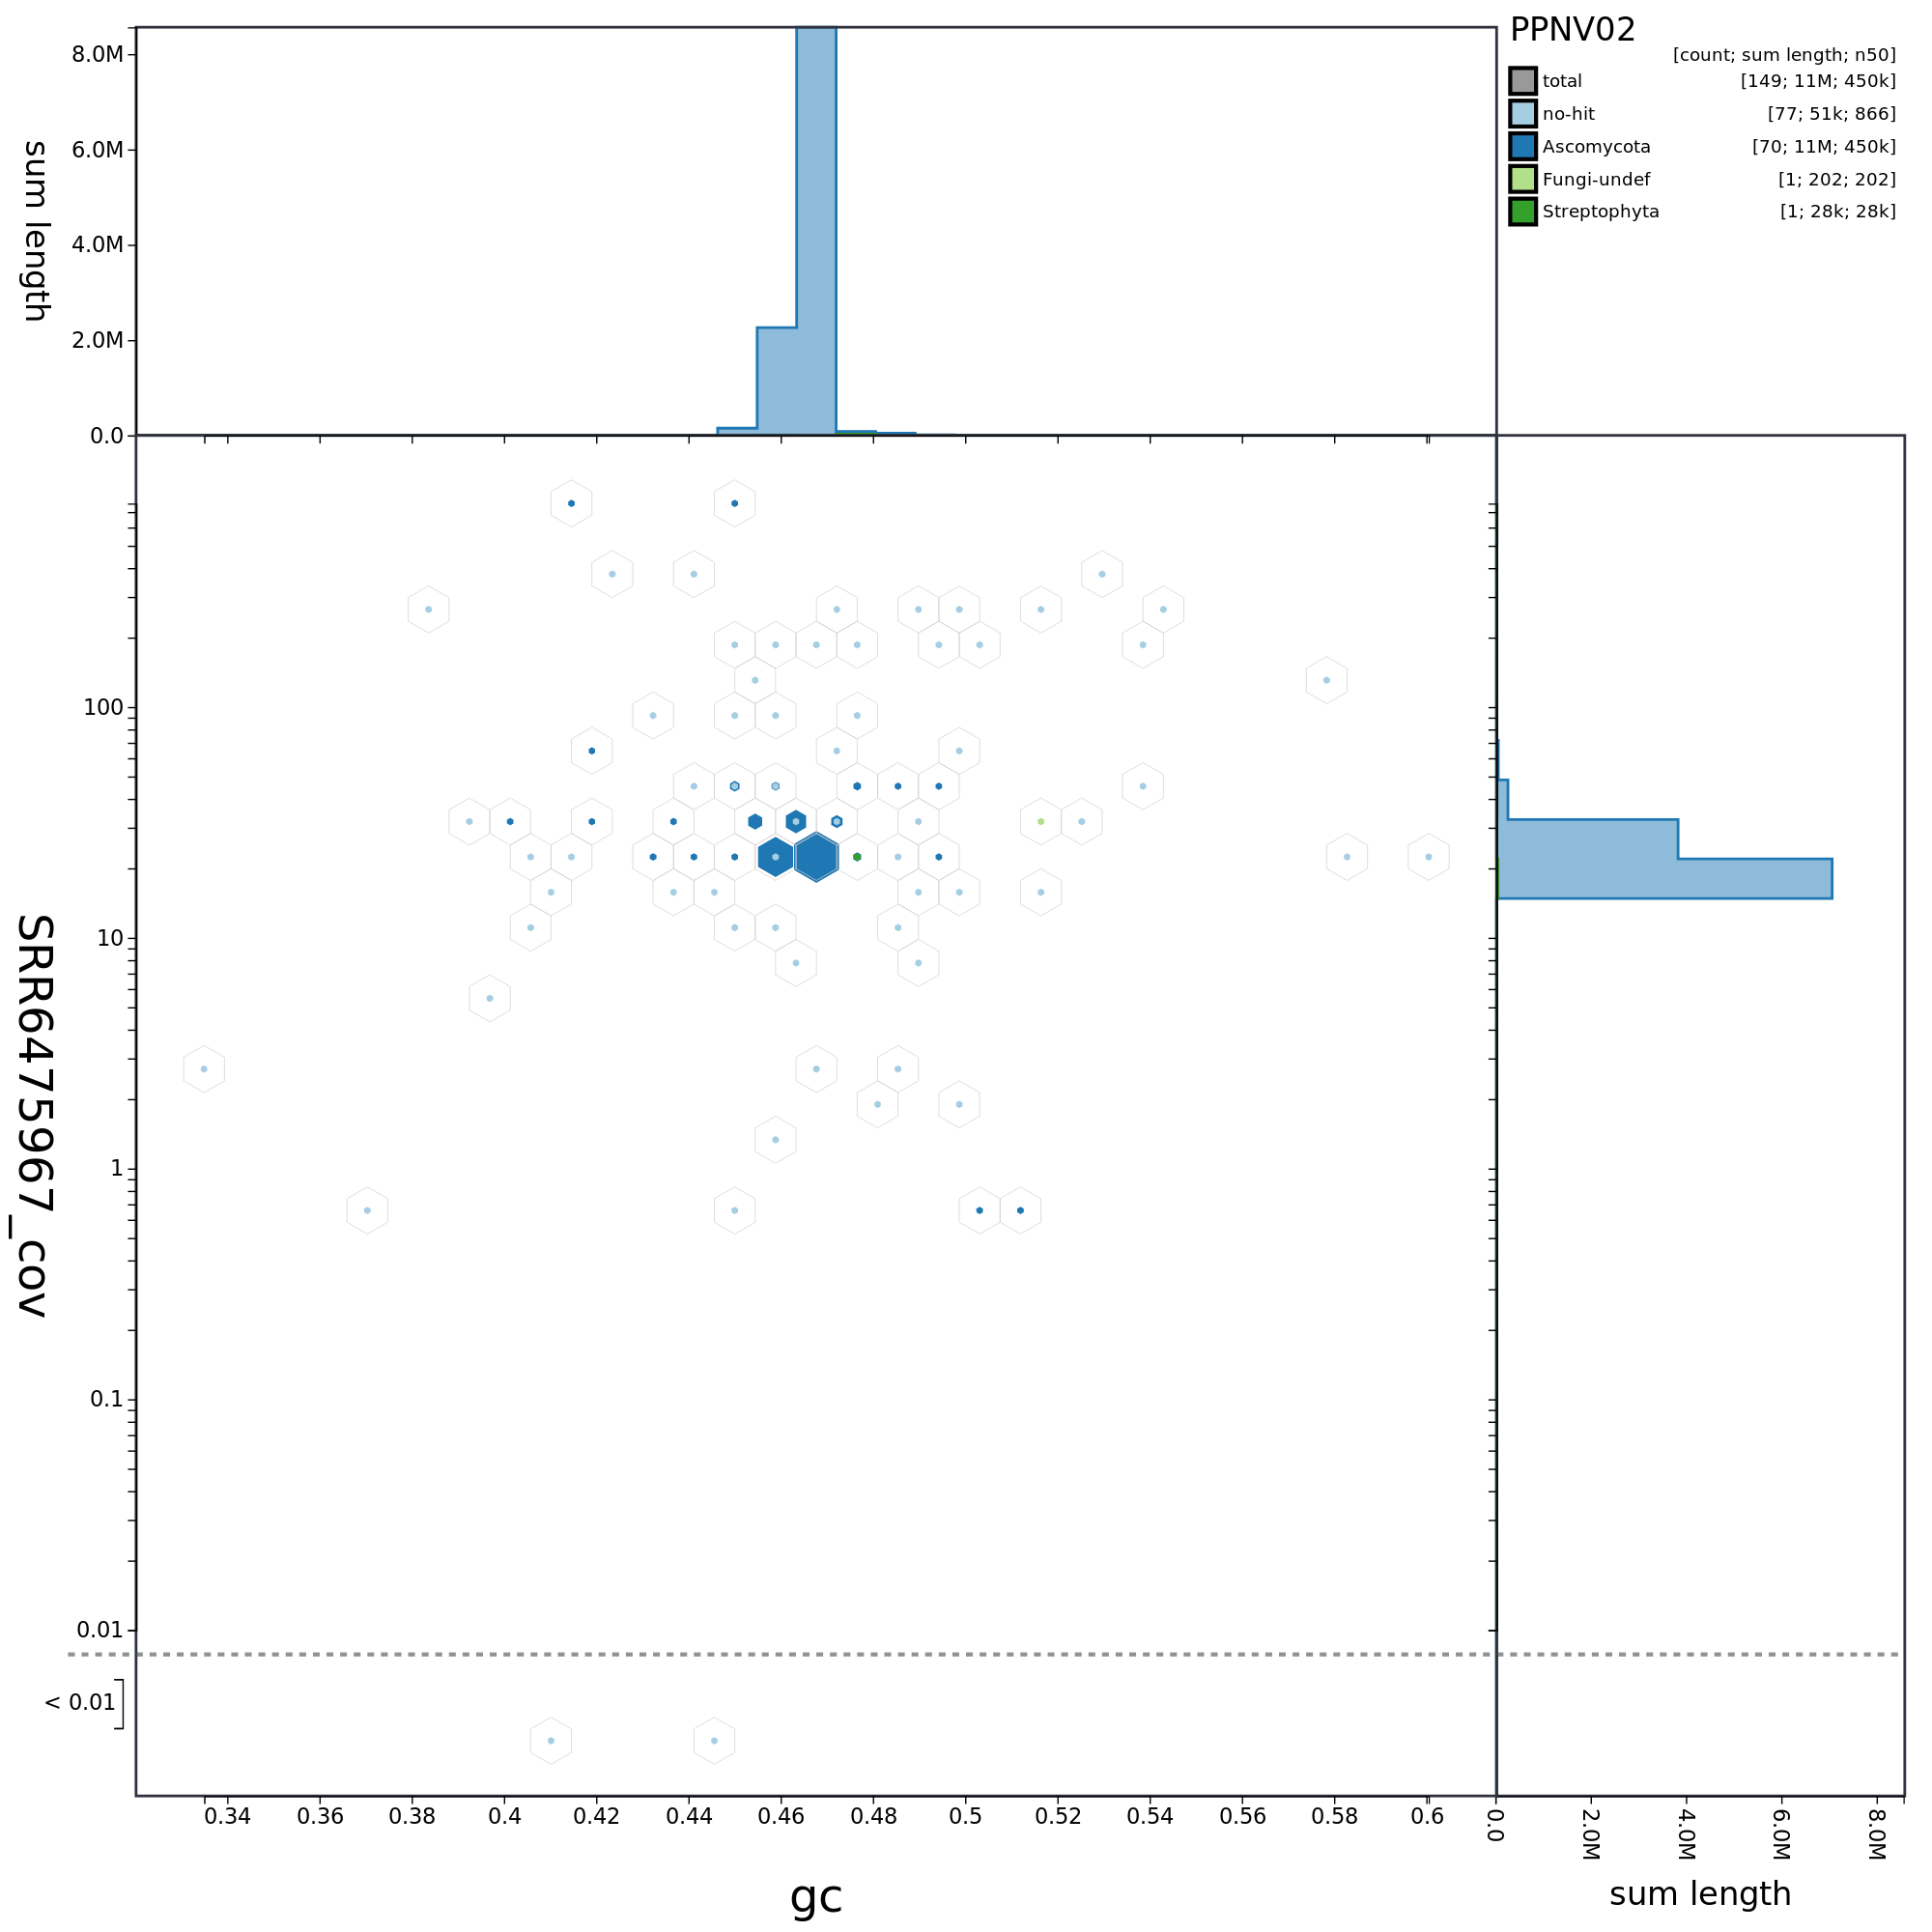 PPNV02
[count; sum length; n50]
total [149; 11M; 450k]
no-hit [77; 51k; 866]
Ascomycota [70; 11M; 450k]
Fungi-undef [1; 202; 202]
Streptophyta [1; 28k; 28k]
sum length
8.0M
6.0M
4.0M
2.0M
0.0
SRR6475967_cov
100
10
1
0.1
0.01
< 0.01
0.34 0.36 0.38 0.4 0.42 0.44 0.46 0.48 0.5 0.52 0.54 0.56 0.58 0.6
gc
0.0 2.0M 4.0M 6.0M 8.0M
sum length